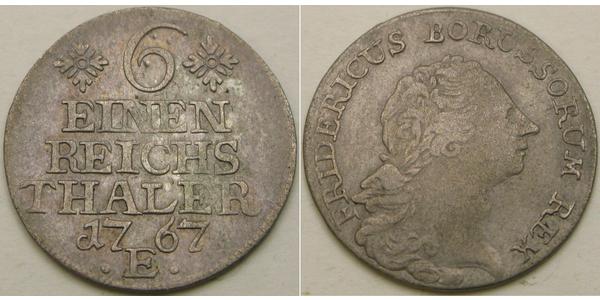 6
EINEN
REICHS
THALER
1767
·E·
FRIDERICUS BORUSSORUM REX